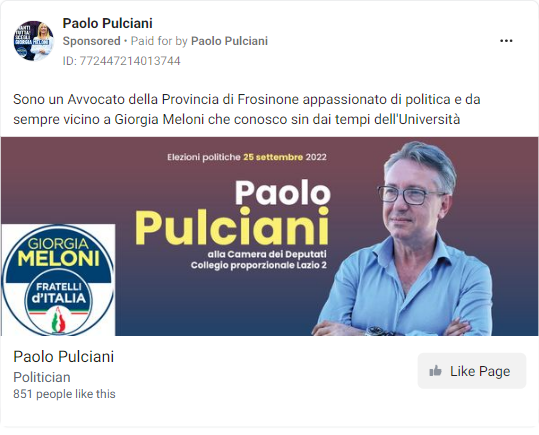 Paolo Pulciani
Sponsored • Paid for by Paolo Pulciani
ID: 772447214013744
Sono un Avvocato della Provincia di Frosinone appassionato di politica e da
sempre vicino a Giorgia Meloni che conosco sin dai tempi dell'Università
Elezioni politiche 25 settembre 2022
Paolo
Pulciani
alla Camera dei Deputati
Collegio proporzionale Lazio 2
GIORGIA
MELONI
FRATELLI
d'ITALIA
Paolo Pulciani
Politician
851 people like this
Like Page